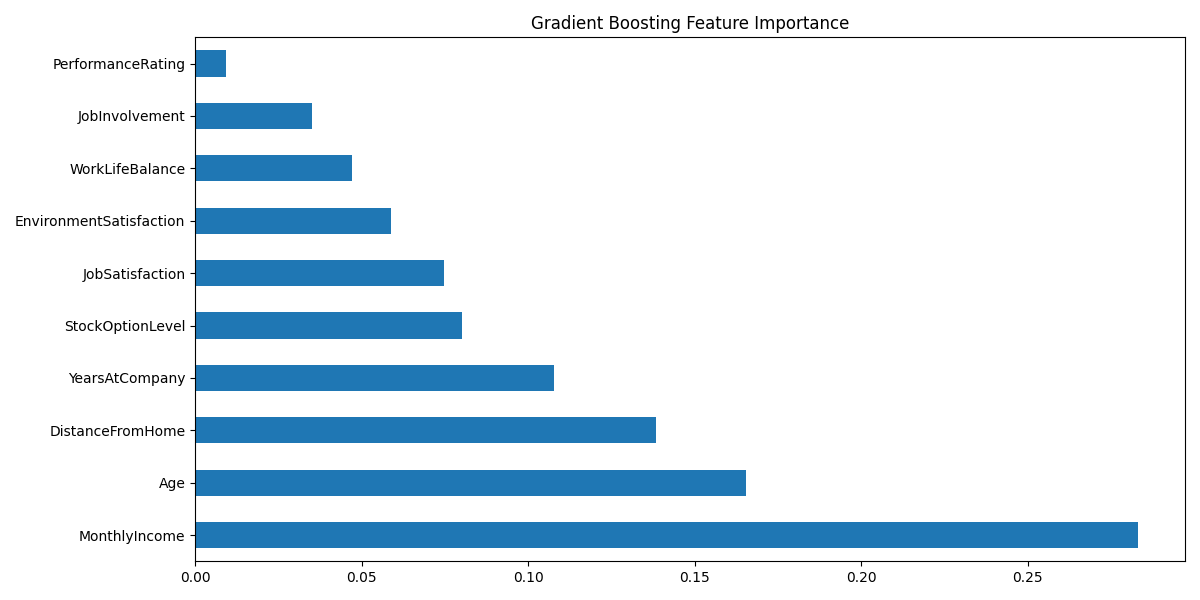 Gradient Boosting Feature Importance
PerformanceRating
JobInvolvement
WorkLifeBalance
EnvironmentSatisfaction
JobSatisfaction
StockOptionLevel
YearsAtCompany
DistanceFromHome
Age
MonthlyIncome
0.00 0.05 0.10 0.15 0.20 0.25